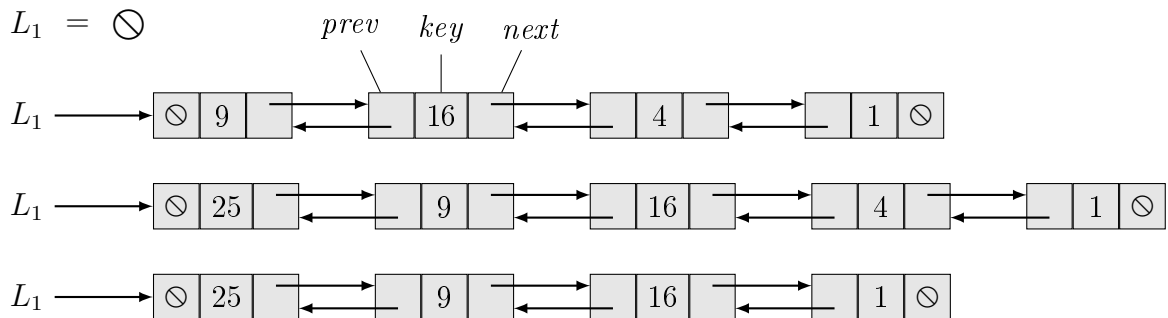 L₁ =
prev key next
L₁ 9 16 4 1
L₁ 25 9 16 4 1
L₁ 25 9 16 1